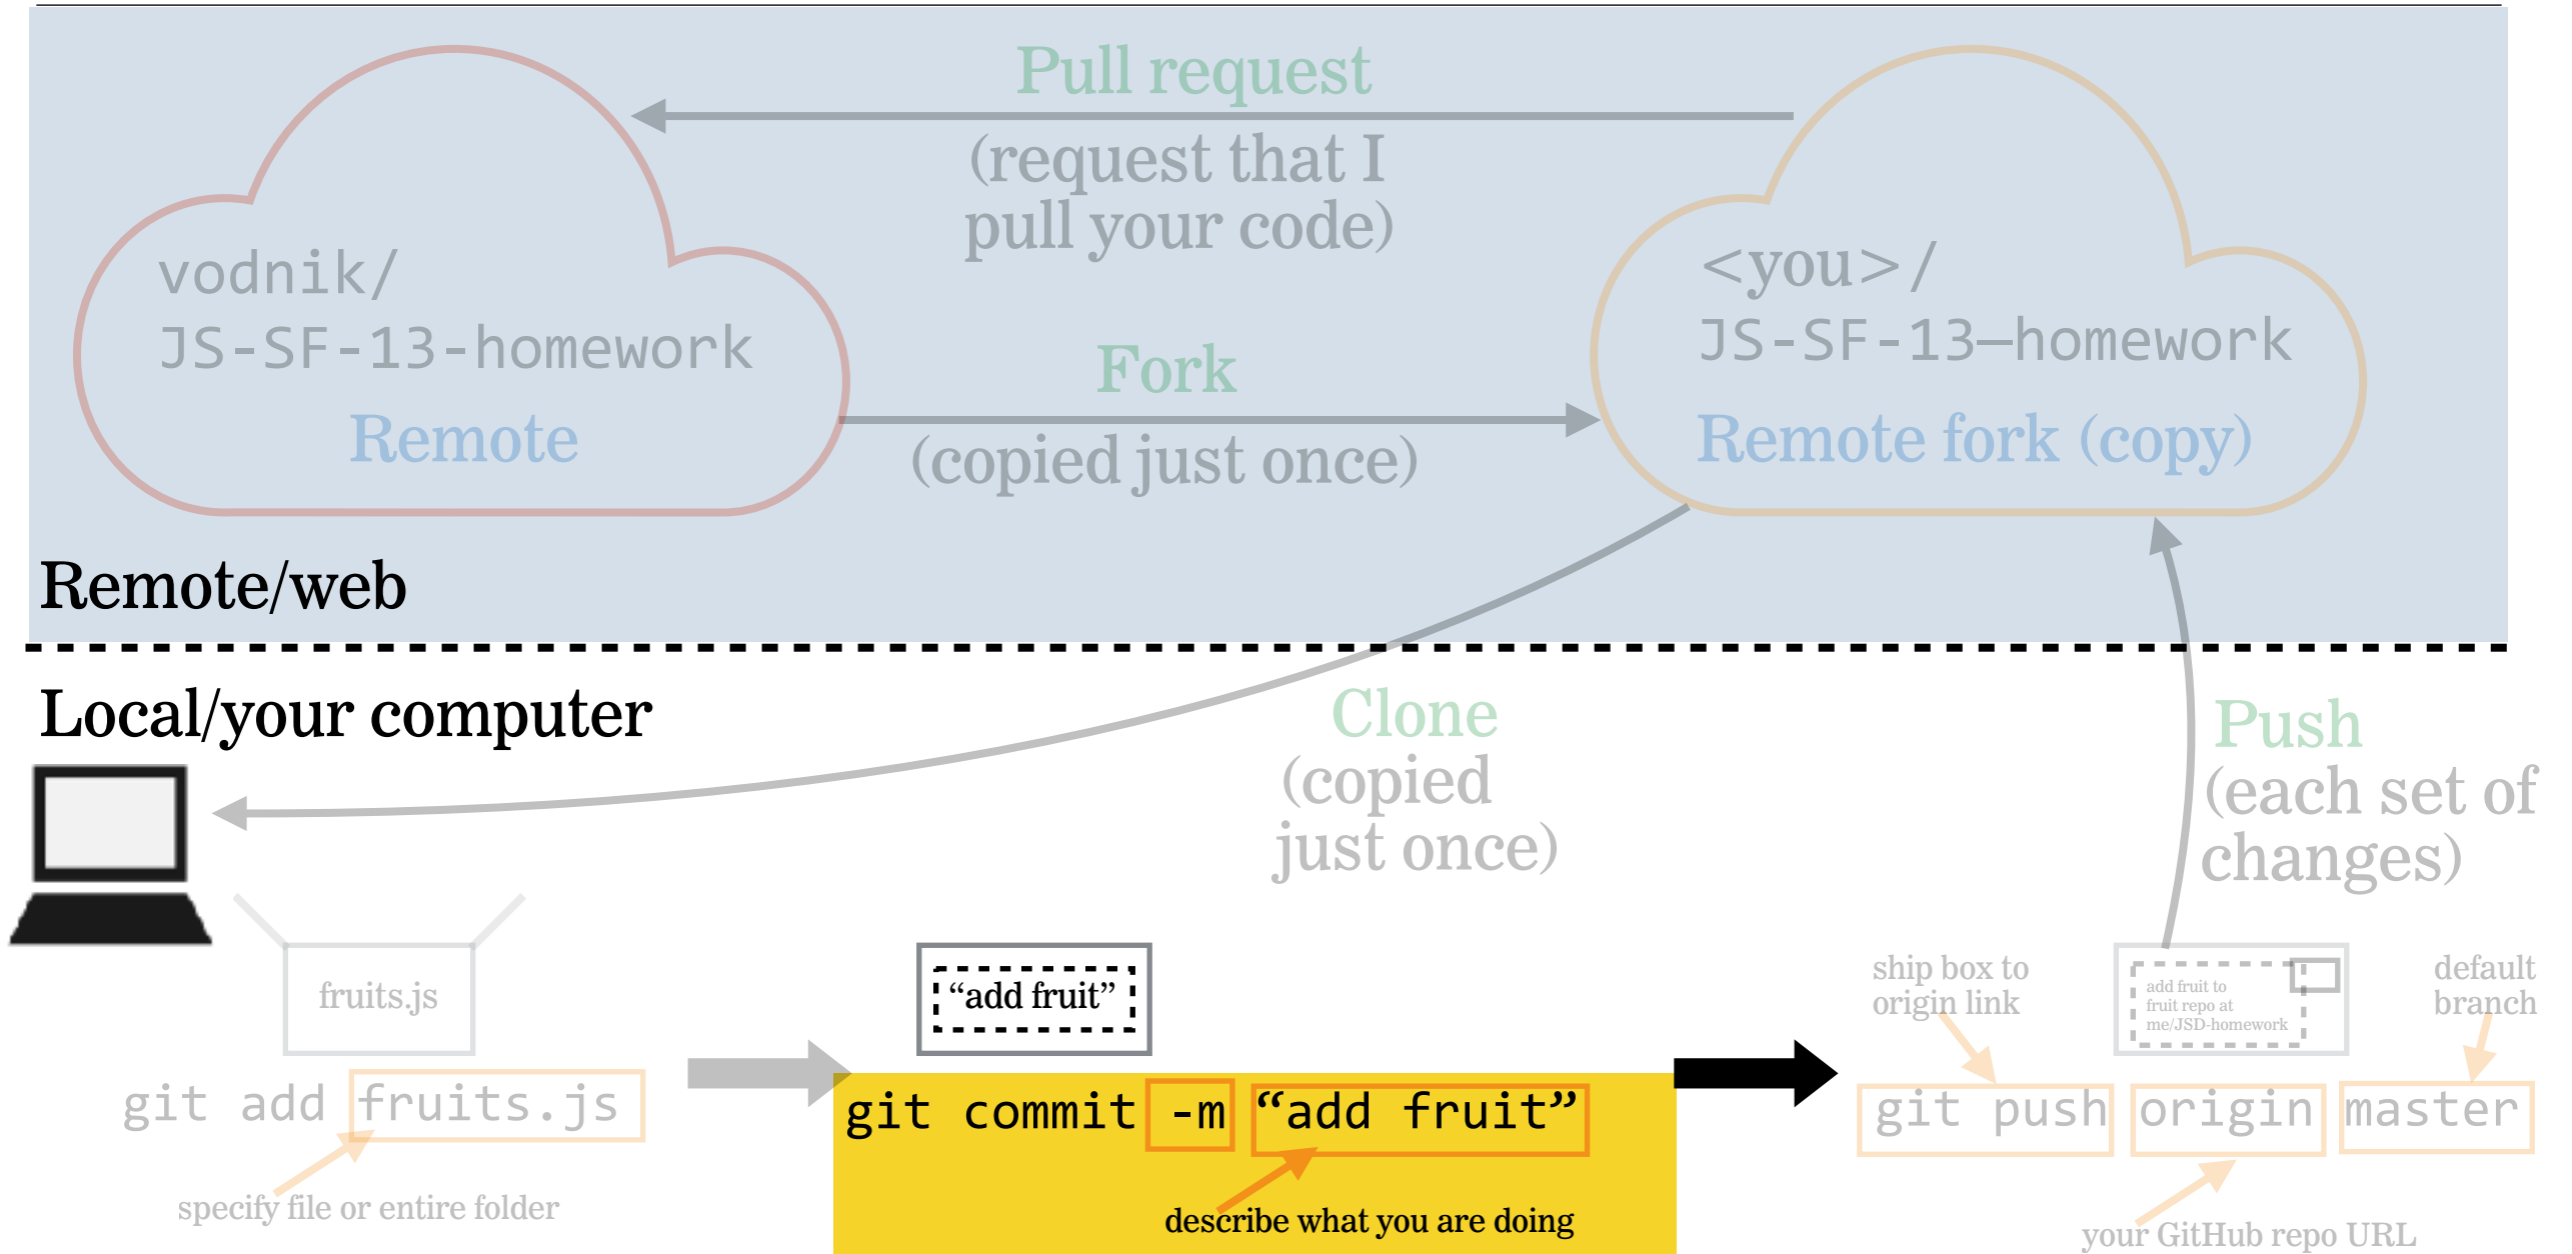 Pull request
(request that I
pull your code)
vodnik/
JS-SF-13-homework
Remote
Fork
(copied just once)
<you>/
JS-SF-13—homework
Remote fork (copy)
Remote/web
Local/your computer
Clone
(copied
just once)
Push
(each set of
changes)
fruits.js
git add fruits.js
specify file or entire folder
“add fruit”
git commit -m “add fruit”
describe what you are doing
ship box to
origin link
add fruit to
fruit repo at
me/JSD-homework
default
branch
git push origin master
your GitHub repo URL